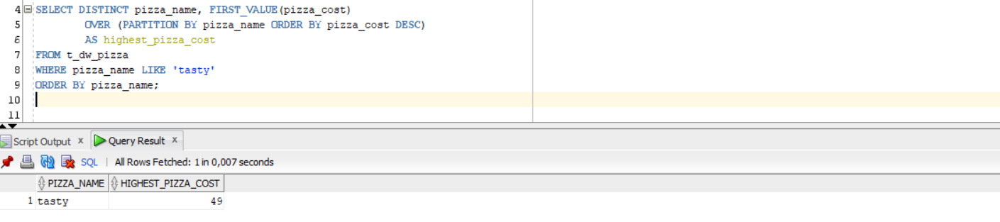 4 SELECT DISTINCT pizza_name, FIRST_VALUE(pizza_cost)
5 OVER (PARTITION BY pizza_name ORDER BY pizza_cost DESC)
6 AS highest_pizza_cost
7 FROM t_dw_pizza
8 WHERE pizza_name LIKE 'tasty'
9 ORDER BY pizza_name;
10
11
Script Output x Query Result x
SQL | All Rows Fetched: 1 in 0,007 seconds
PIZZA_NAME HIGHEST_PIZZA_COST
1 tasty 49